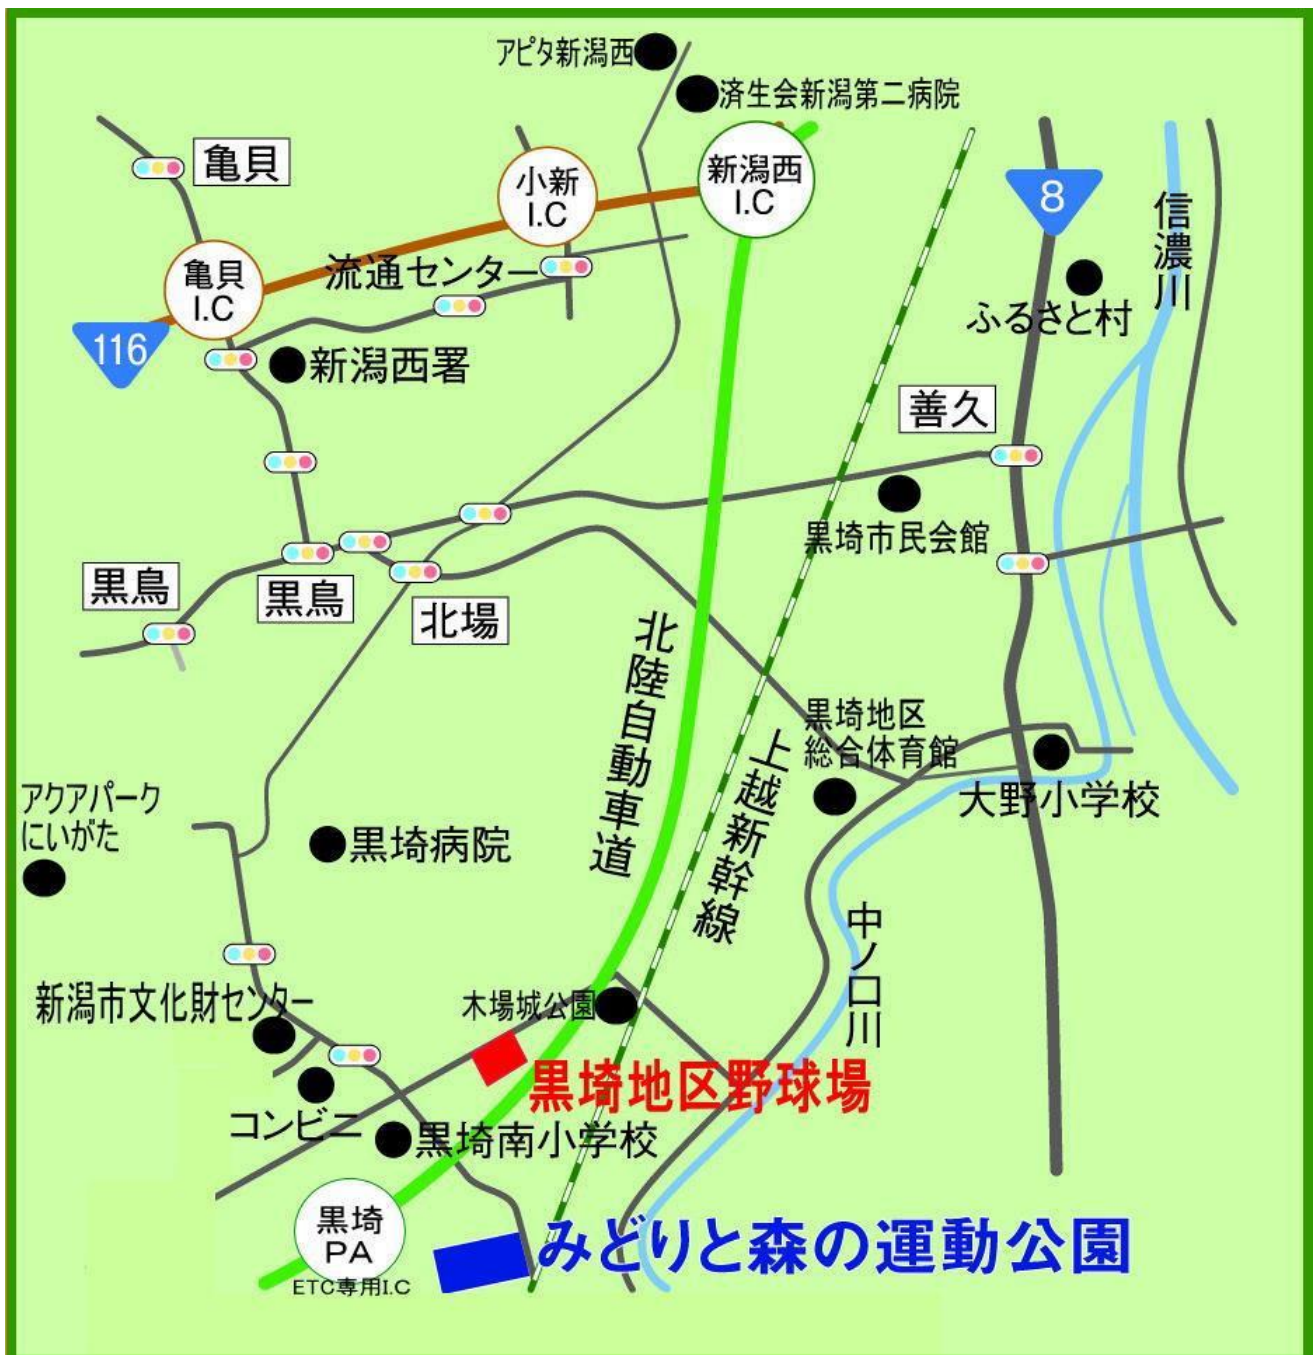 アピタ新潟西
済生会新潟第二病院
亀貝
小新
I.C
新潟西
I.C
8
信濃川
亀貝
I.C
流通センター
ふるさと村
116
新潟西署
善久
黒埼市民会館
黒鳥
黒鳥
北場
北陸自動車道
黒埼地区
総合体育館
上越新幹線
大野小学校
アクアパーク
にいがた
黒埼病院
中ノ口川
新潟市文化財センター
木場城公園
黒埼地区野球場
コンビニ
黒埼南小学校
黒埼
PA
ETC専用I.C
みどりと森の運動公園